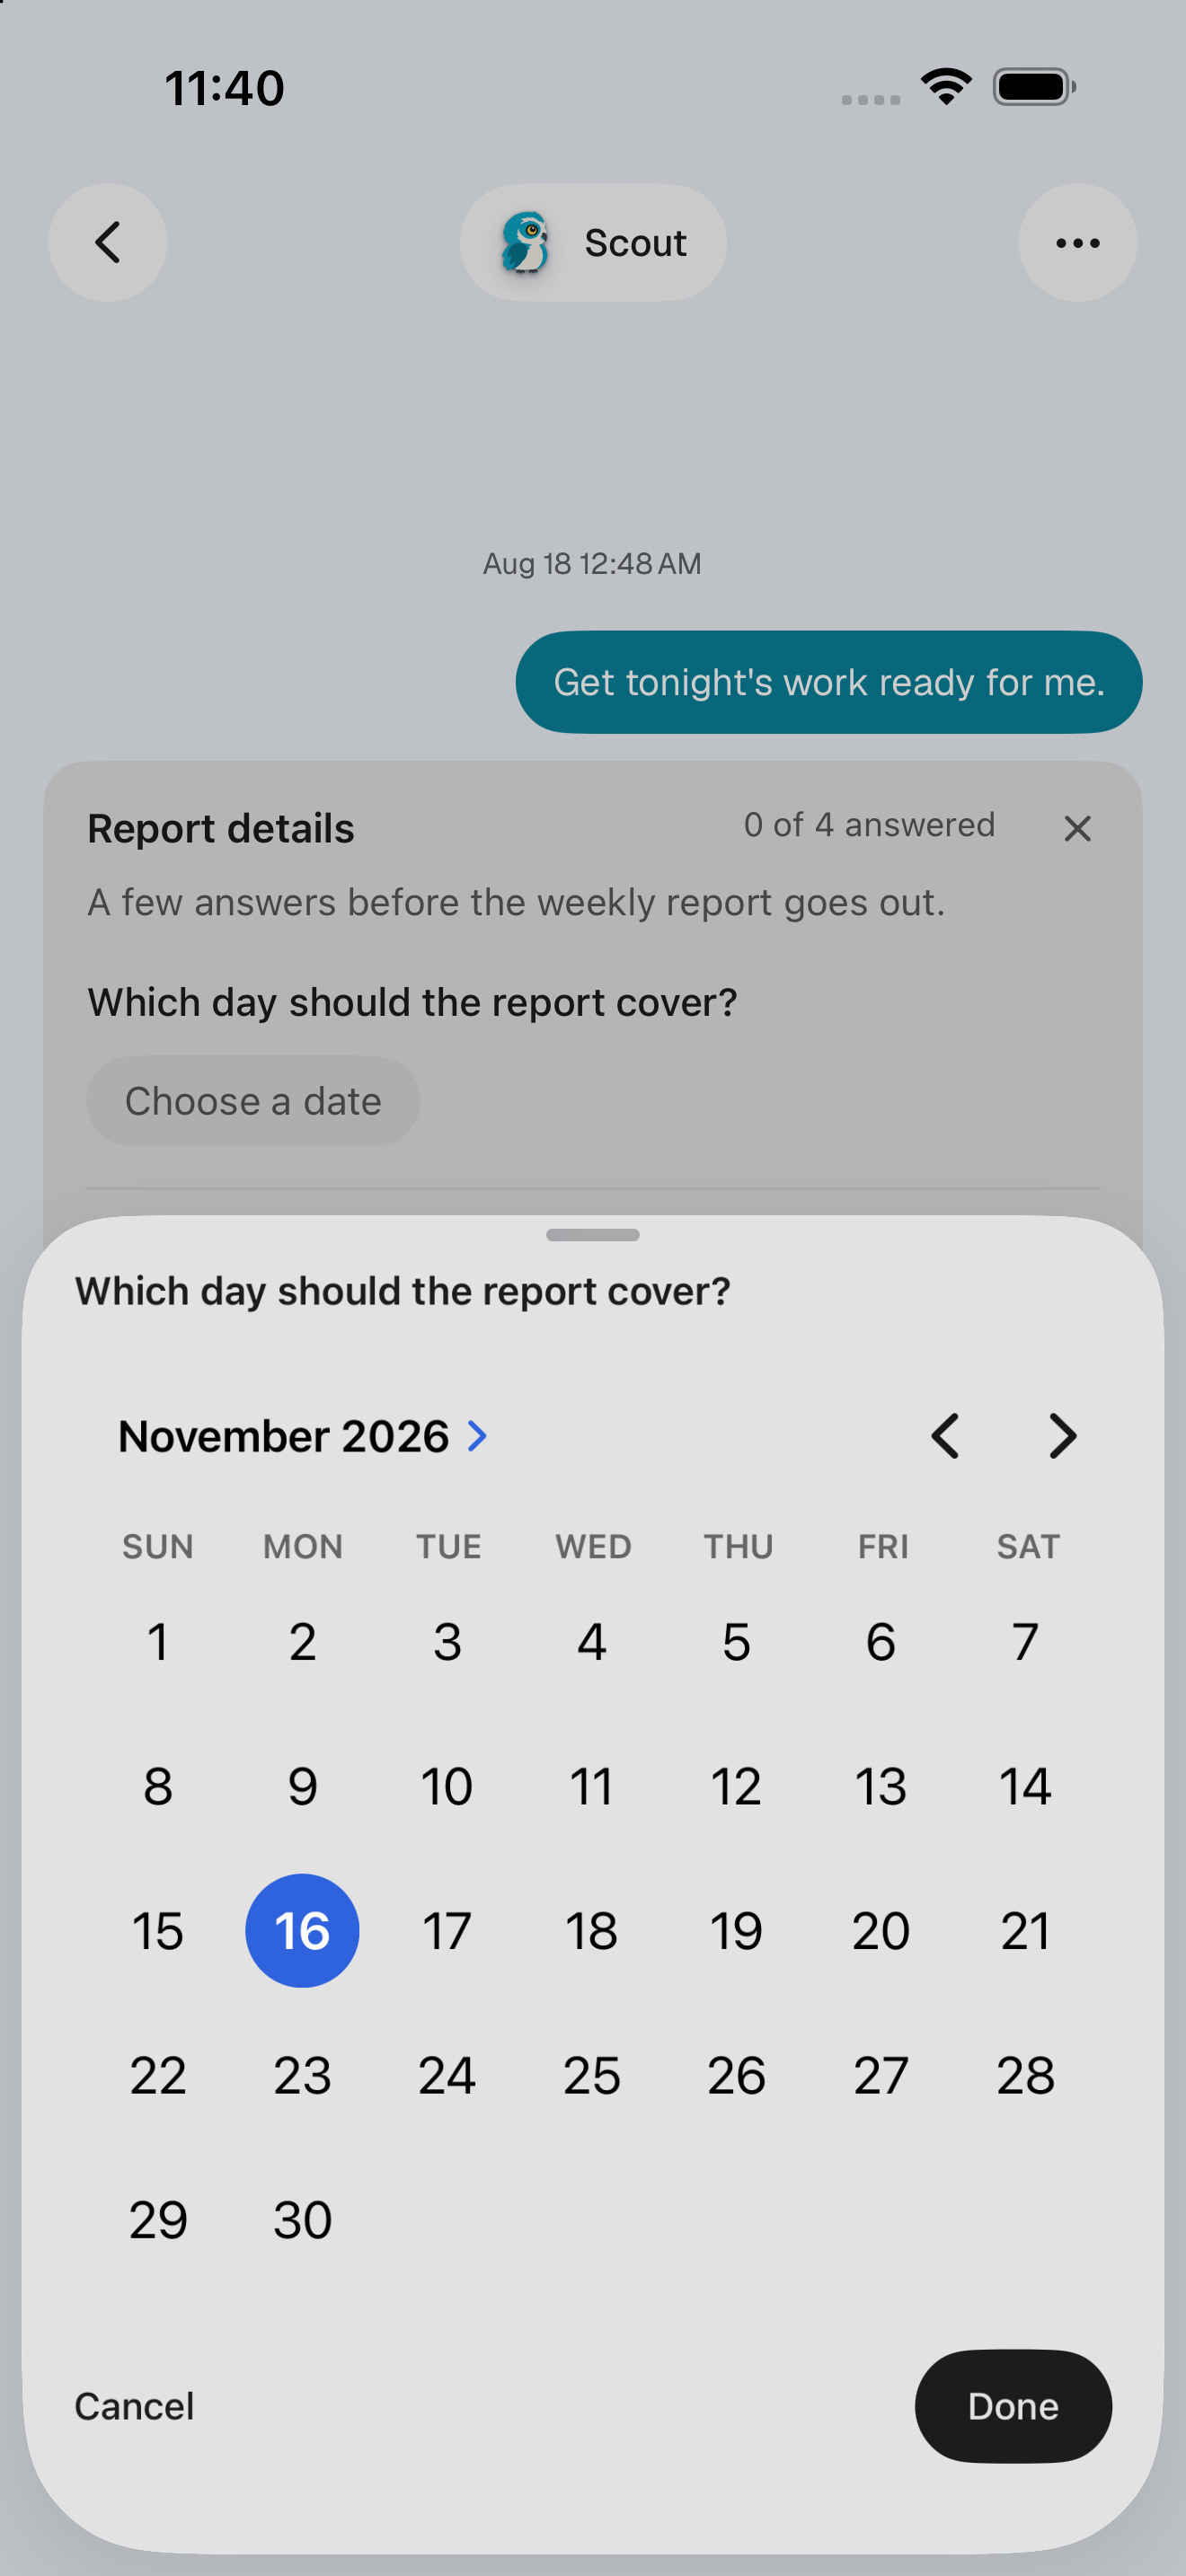 11:40
Scout
Aug 18 12:48 AM
Get tonight's work ready for me.
Report details
0 of 4 answered
A few answers before the weekly report goes out.
Which day should the report cover?
Choose a date
Which day should the report cover?
November 2026
SUN MON TUE WED THU FRI SAT
1 2 3 4 5 6 7
8 9 10 11 12 13 14
15 16 17 18 19 20 21
22 23 24 25 26 27 28
29 30
Cancel
Done